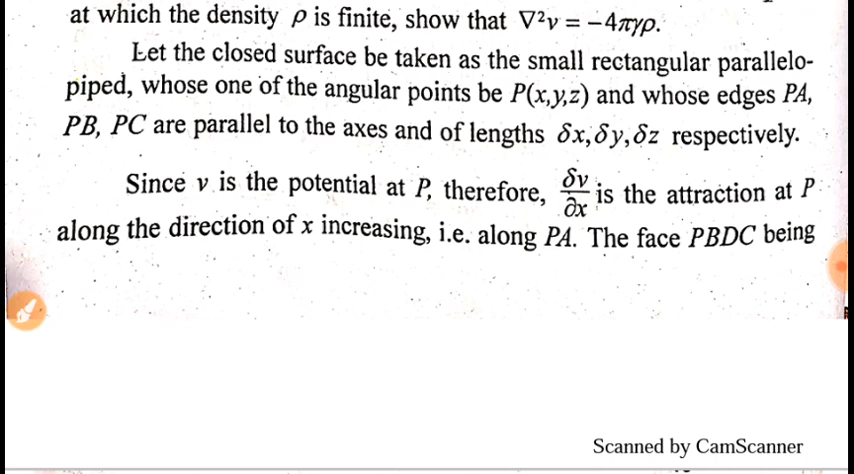 at which the density ρ is finite, show that ∇²v = −4πγρ.
Let the closed surface be taken as the small rectangular parallelo-
piped, whose one of the angular points be P(x,y,z) and whose edges PA,
PB, PC are parallel to the axes and of lengths δx,δy,δz respectively.
Since v is the potential at P, therefore, δv/∂x is the attraction at P
along the direction of x increasing, i.e. along PA. The face PBDC being
Scanned by CamScanner